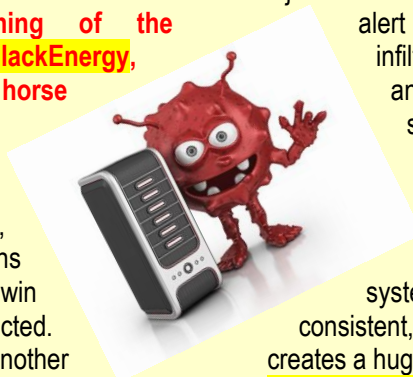 ning of the
lackEnergy,
horse
,
ns
win
cted.
nother
alert
infil
an
s
syste
consistent,
creates a hug